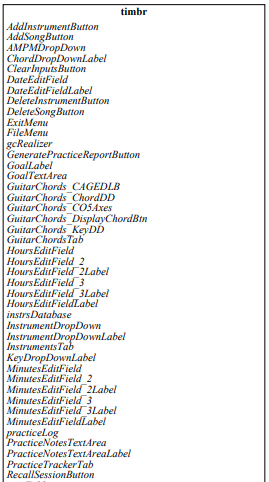 timbr
AddInstrumentButton
AddSongButton
AMPMDropDown
ChordDropDownLabel
ClearInputsButton
DateEditField
DateEditFieldLabel
DeleteInstrumentButton
DeleteSongButton
ExitMenu
FileMenu
gcRealizer
GeneratePracticeReportButton
GoalLabel
GoalTextArea
GuitarChords_CAGEDLB
GuitarChords_ChordDD
GuitarChords_CO5Axes
GuitarChords_DisplayChordBtn
GuitarChords_KeyDD
GuitarChordsTab
HoursEditField
HoursEditField_2
HoursEditField_2Label
HoursEditField_3
HoursEditField_3Label
HoursEditFieldLabel
instrsDatabase
InstrumentDropDown
InstrumentDropDownLabel
InstrumentsTab
KeyDropDownLabel
MinutesEditField
MinutesEditField_2
MinutesEditField_2Label
MinutesEditField_3
MinutesEditField_3Label
MinutesEditFieldLabel
practiceLog
PracticeNotesTextArea
PracticeNotesTextAreaLabel
PracticeTrackerTab
RecallSessionButton